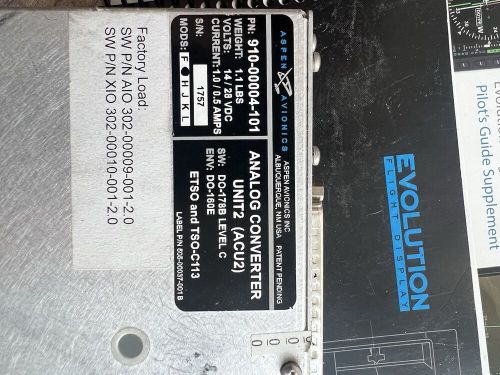 ASPEN AVIONICS
P/N: 910-00004-101
WEIGHT: 1.1 LBS
VOLTS: 14 / 28 VDC
CURRENT: 1.0 / 0.5 AMPS
S/N: 1757
MODS: F H J K L
ASPEN AVIONICS INC
ALBUQUERQUE, NM USA PATENT PENDING
ANALOG CONVERTER
UNIT2 (ACU2)
SW: DO-178B LEVEL C
ENV: DO-160E
ETSO and TSO-C113
LABEL P/N 608-00037-001 B
Factory Load:
SW P/N AIO 302-00009-001-2.0
SW P/N XIO 302-00010-001-2.0
EVOLUTION
FLIGHT DISPLAY
Pilot's Guide Supplement